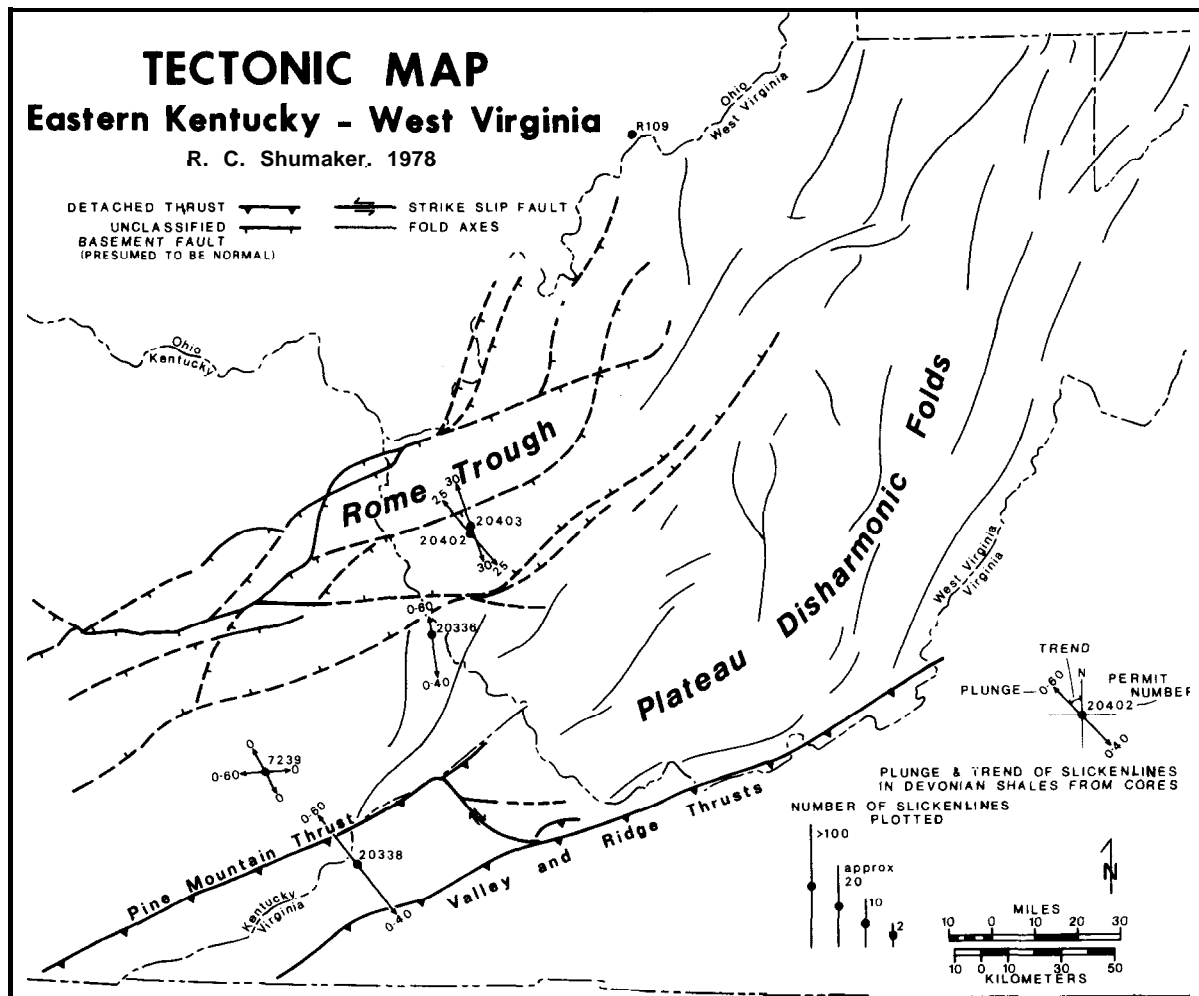 TECTONIC MAP
Eastern Kentucky - West Virginia
R. C. Shumaker. 1978
DETACHED THRUST
STRIKE SLIP FAULT
UNCLASSIFIED
BASEMENT FAULT
(PRESUMED TO BE NORMAL)
FOLD AXES
Ohio
West Virginia
R109
Ohio
Kentucky
Rome Trough
25
30
20403
20402
30
25
0-60
20336
0-40
Plateau Disharmonic Folds
West Virginia
Virginia
0
7239
0-60
0
0
0-60
Pine Mountain Thrust
20338
0-40
Kentucky
Virginia
Valley and Ridge Thrusts
TREND
0-60
N
PERMIT
NUMBER
PLUNGE
20402
0-40
PLUNGE & TREND OF SLICKENLINES
IN DEVONIAN SHALES FROM CORES
NUMBER OF SLICKENLINES
PLOTTED
>100
approx
20
10
2
N
MILES
10 0 10 20 30
10 0 10 30 50
KILOMETERS